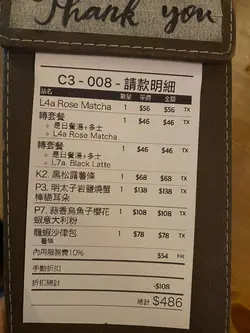 Thank you
C3 - 008 - 請款明細
品名 數量 單價 金額
L4a Rose Matcha 1 $56 $56 TX
轉套餐 1 $46 $46 TX
+ 是日餐湯+多士
+ L4a Rose Matcha
轉套餐 1 $46 $46 TX
+ 是日餐湯+多士
+ L7a. Black Latte
K2. 黑松露薯條 1 $68 $68 TX
P3. 明太子岩鹽燒蟹 1 $138 $138 TX
棒貓耳朵
P7. 蒜香烏魚子櫻花 1 $108 $108 TX
蝦意大利粉
龍蝦沙律包 1 $78 $78 TX
薯條
內用服務費10% $54 TX
手動折扣
折扣總計 -$108
總計 $486